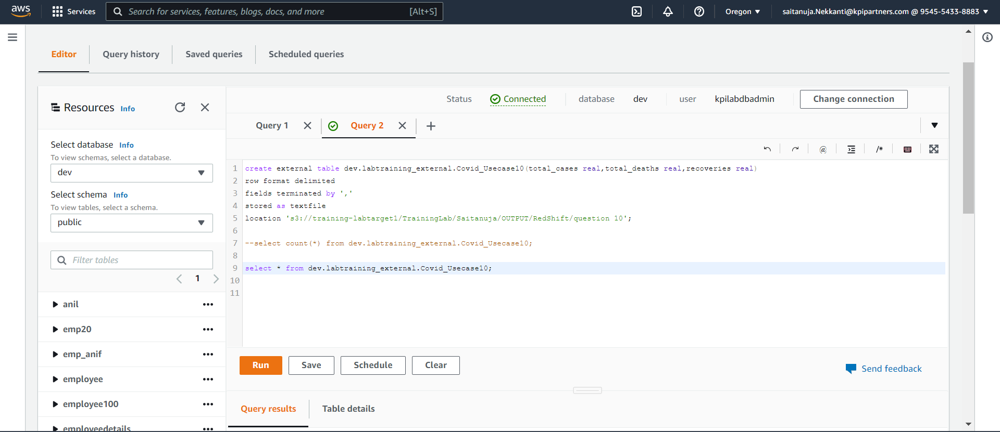 aws Services Search for services, features, blogs, docs, and more [Alt+S] Oregon saitanuja.Nekkanti@kpipartners.com @ 9545-5433-8883
Editor Query history Saved queries Scheduled queries
Resources Info
Status Connected database dev user kpilabdbadmin Change connection
Query 1 Query 2
Select database Info
To view schemas, select a database.
dev
Select schema Info
To view tables, select a schema.
public
Filter tables
1
anil
emp20
emp_anif
employee
employee100
employeedetails
@ /*
1 create external table dev.labtraining_external.Covid_Usecase10(total_cases real,total_deaths real,recoveries real)
2 row format delimited
3 fields terminated by ','
4 stored as textfile
5 location 's3://training-labtarget1/TrainingLab/Saitanuja/OUTPUT/RedShift/question 10';
6
7 --select count(*) from dev.labtraining_external.Covid_Usecase10;
8
9 select * from dev.labtraining_external.Covid_Usecase10;
10
11
Run Save Schedule Clear
Send feedback
Query results Table details